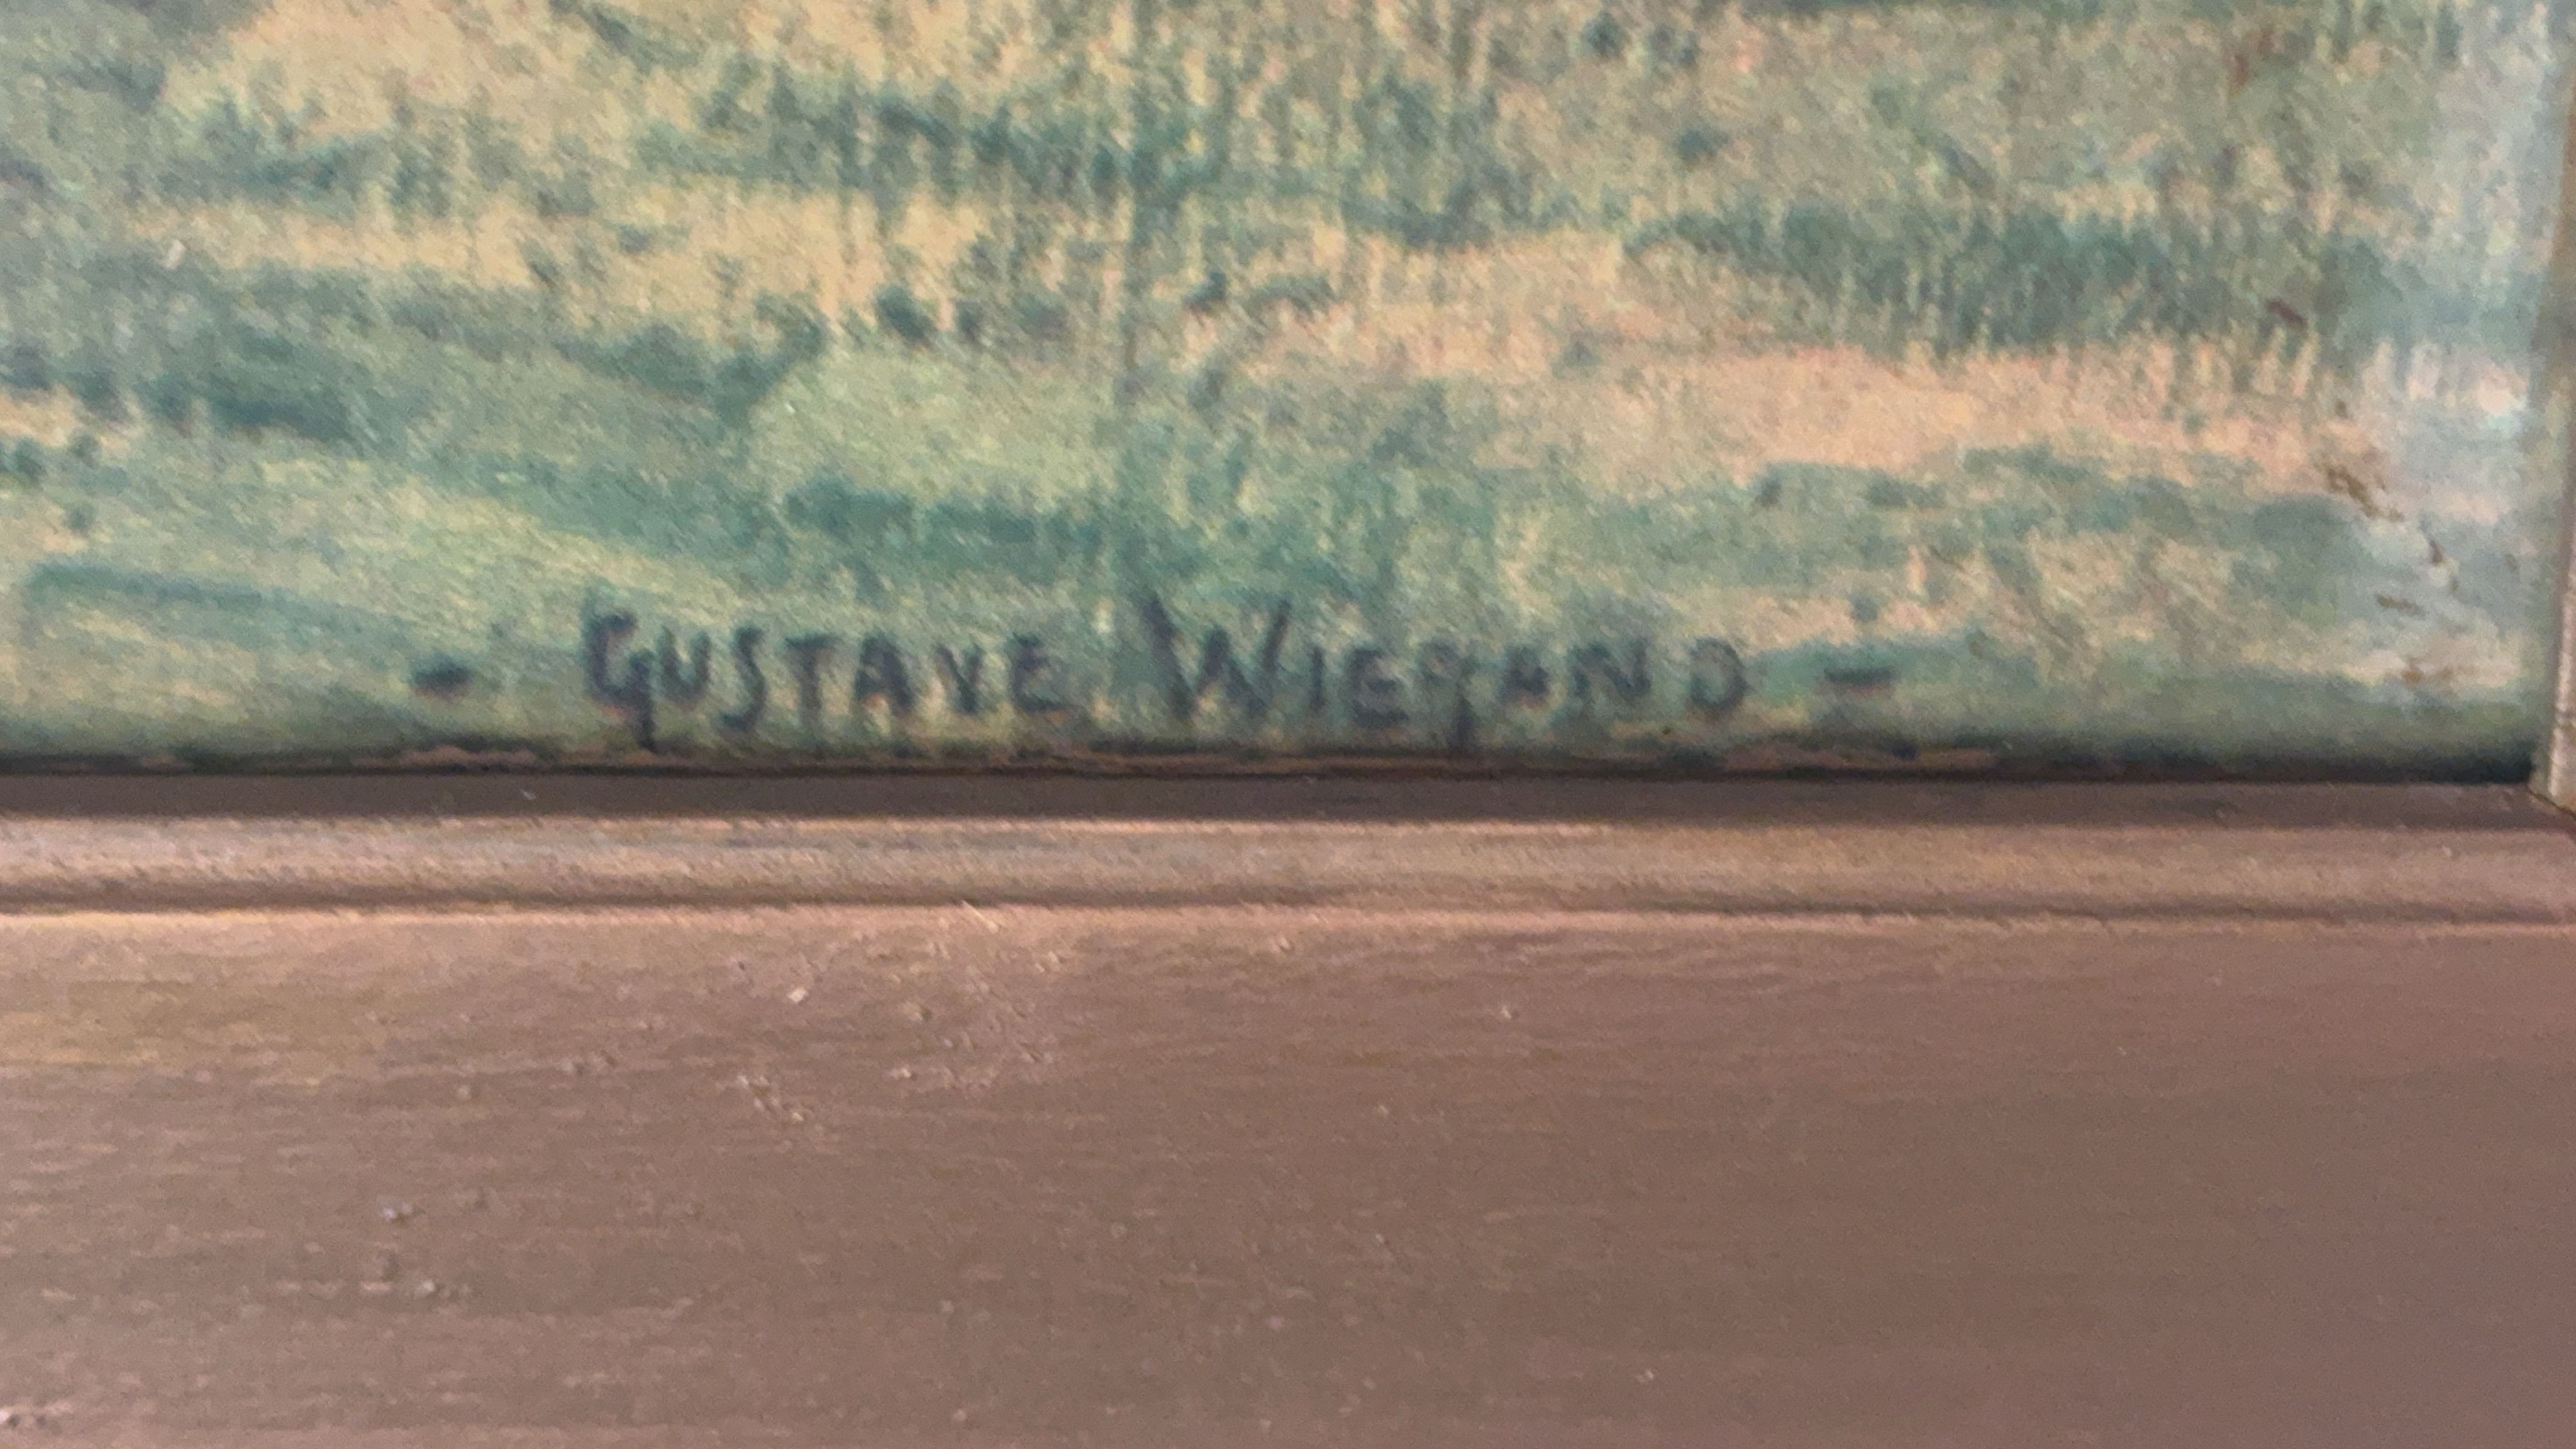 - GUSTAVE WIEGAND -